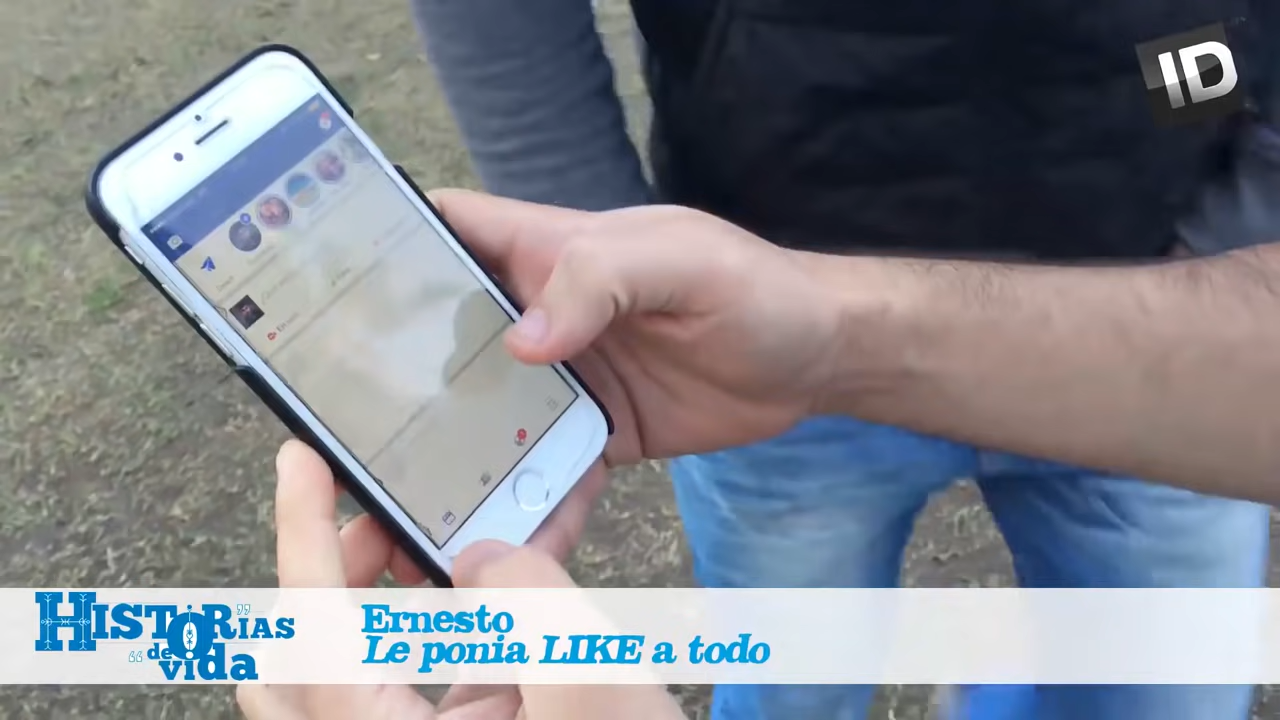 ID
HISTORIAS
de
vida
Ernesto
Le ponia LIKE a todo